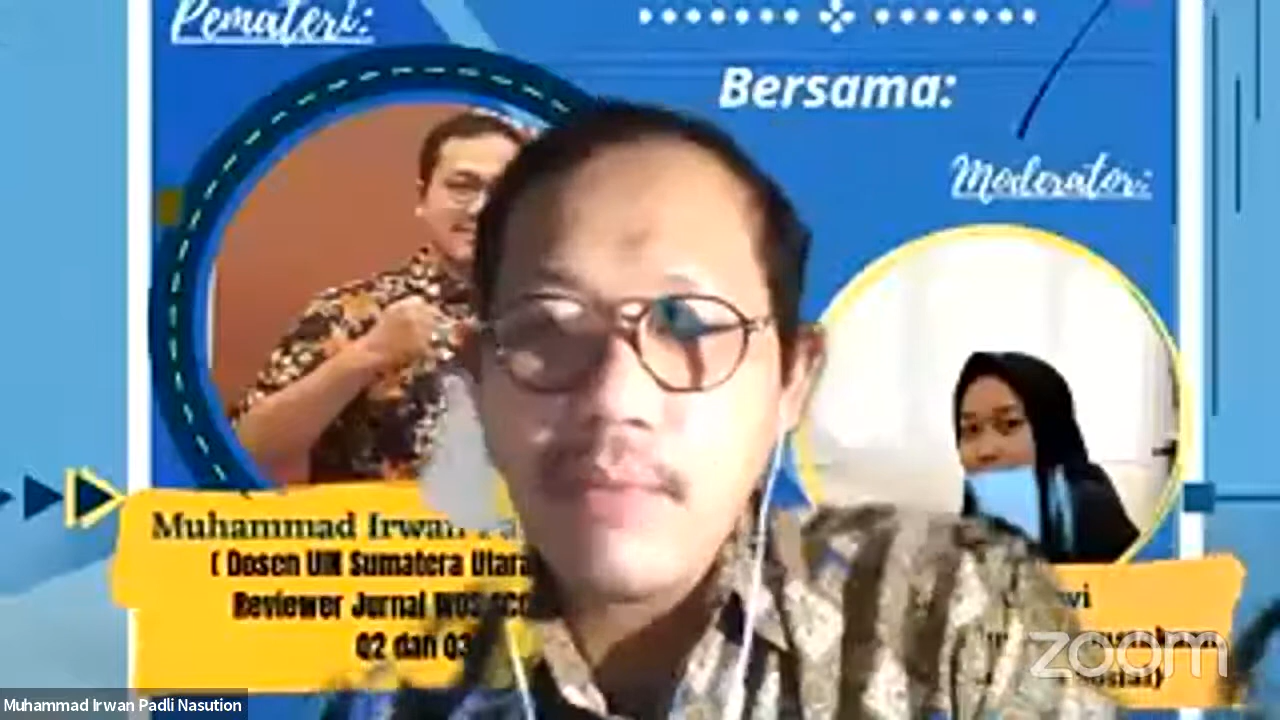 Pemateri:
Bersama:
Moderator:
Muhammad Irwan
( Dosen UIN Sumatera Utara
Reviewer Jurnal WOS
Q2 dan Q3
zoom
Muhammad Irwan Padli Nasution